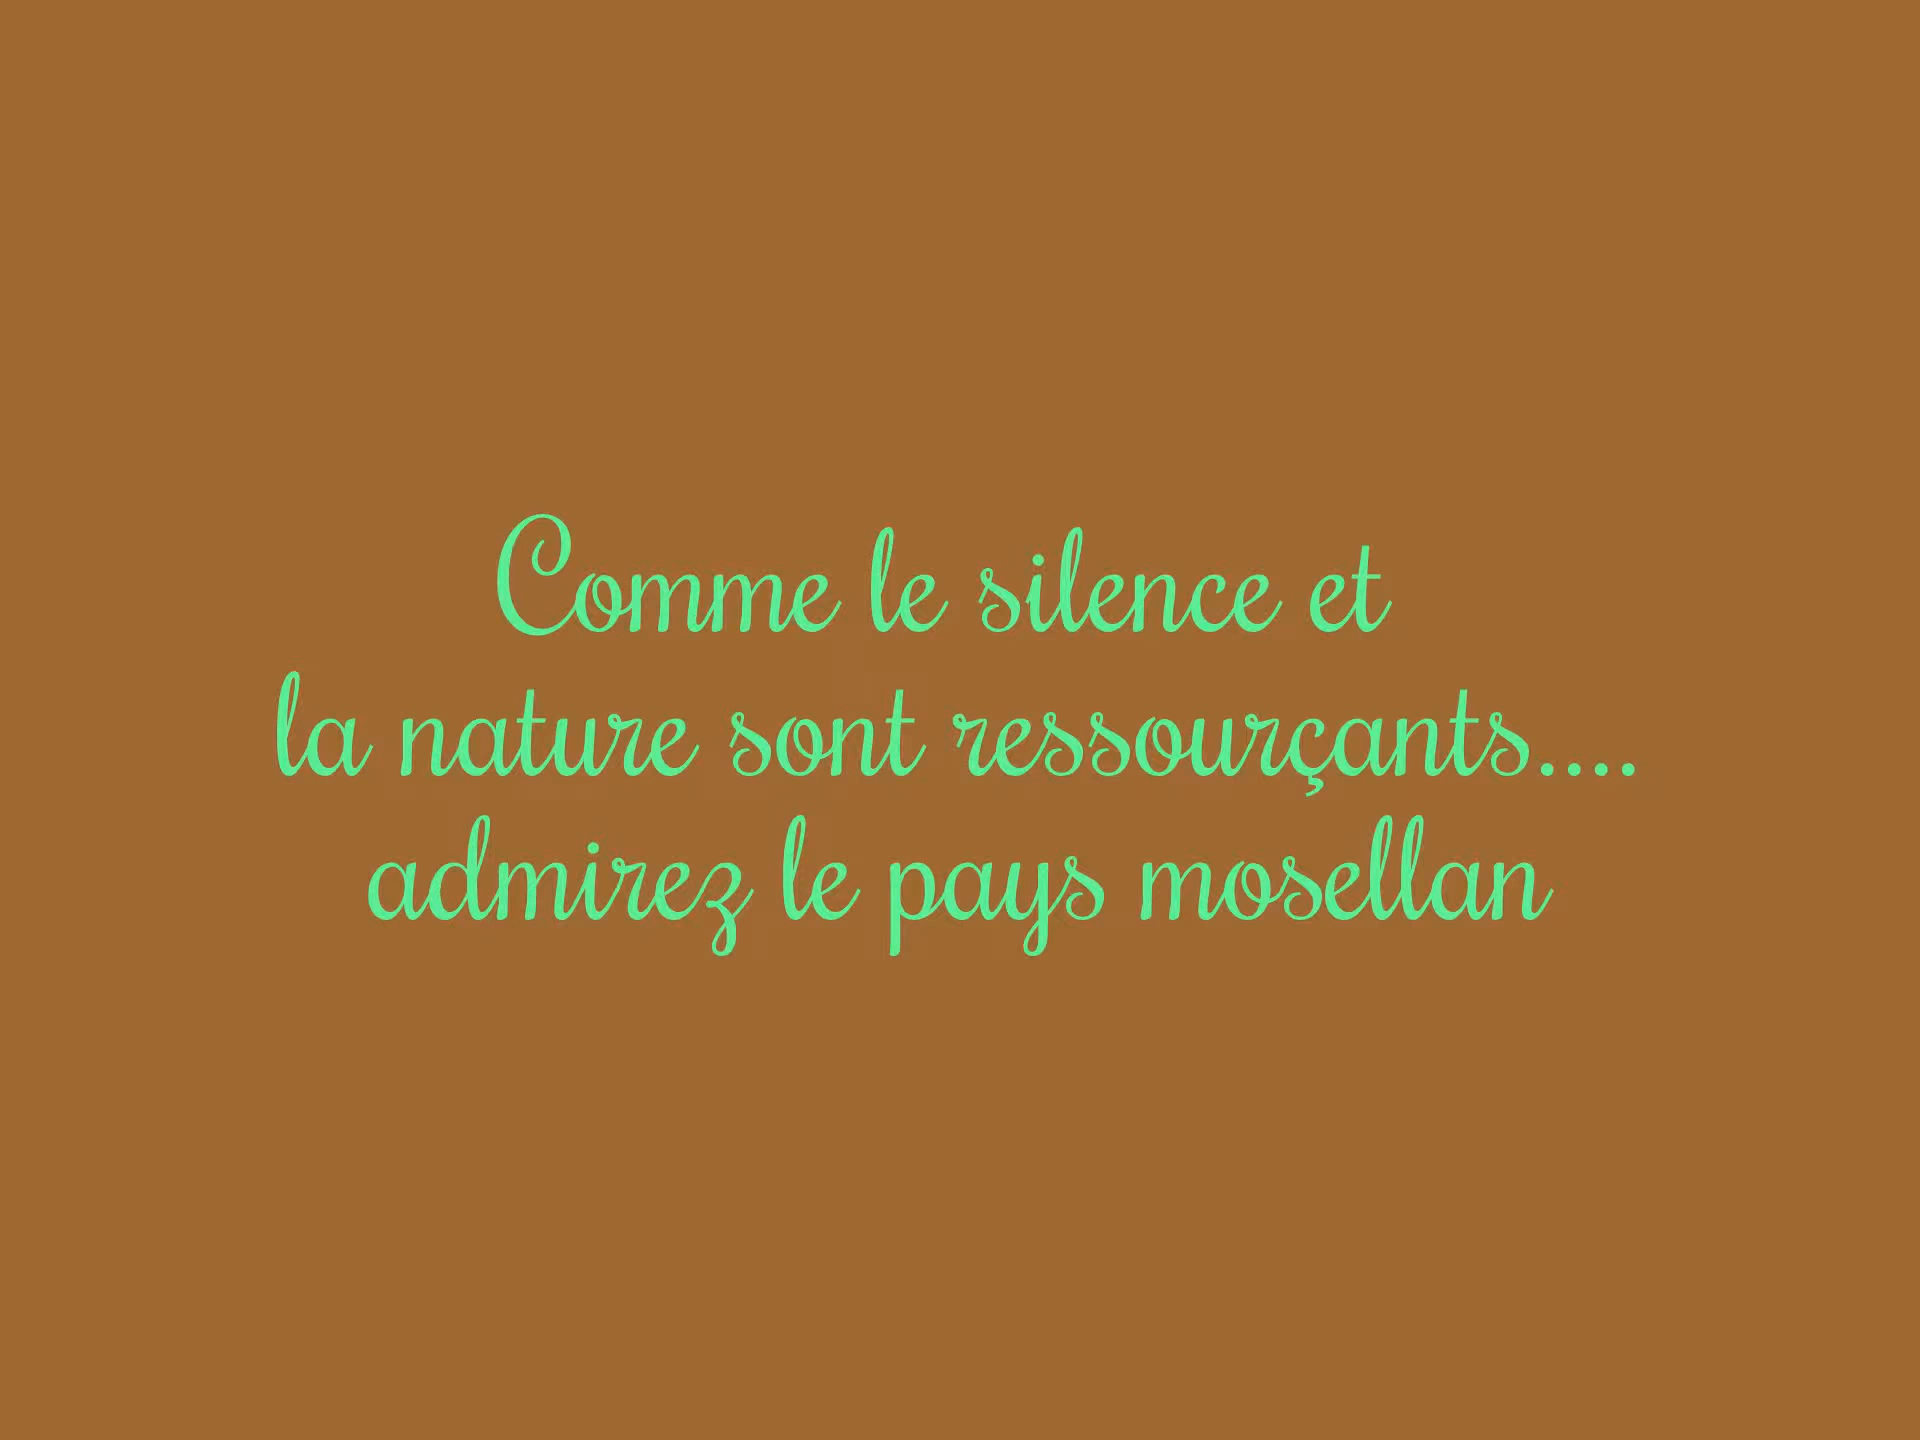 Comme le silence et
la nature sont ressourçants....
admirez le pays mosellan